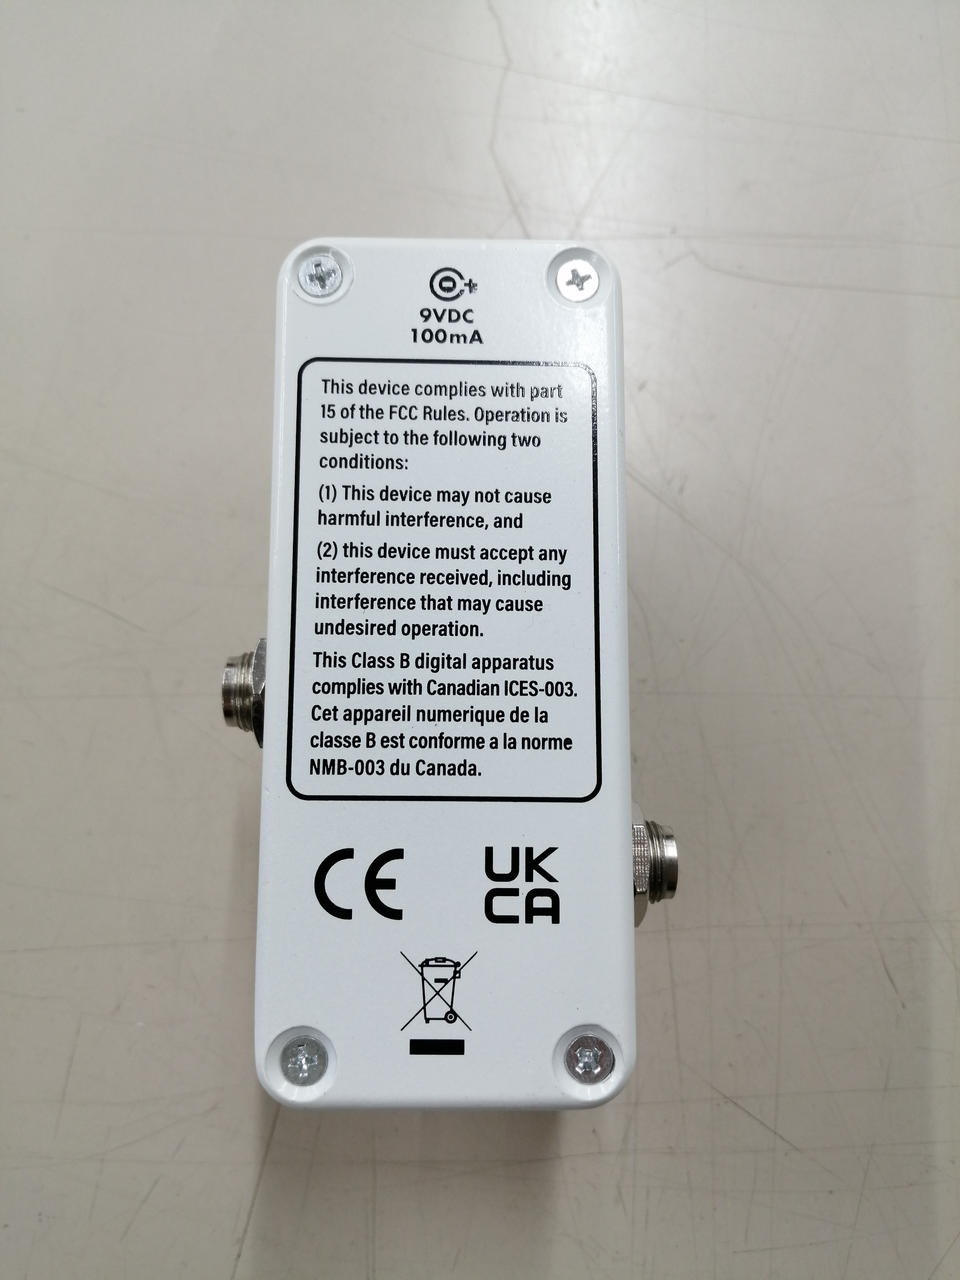 9VDC
100mA
This device complies with part
15 of the FCC Rules. Operation is
subject to the following two
conditions:
(1) This device may not cause
harmful interference, and
(2) this device must accept any
interference received, including
interference that may cause
undesired operation.
This Class B digital apparatus
complies with Canadian ICES-003.
Cet appareil numerique de la
classe B est conforme a la norme
NMB-003 du Canada.
CE
UK
CA